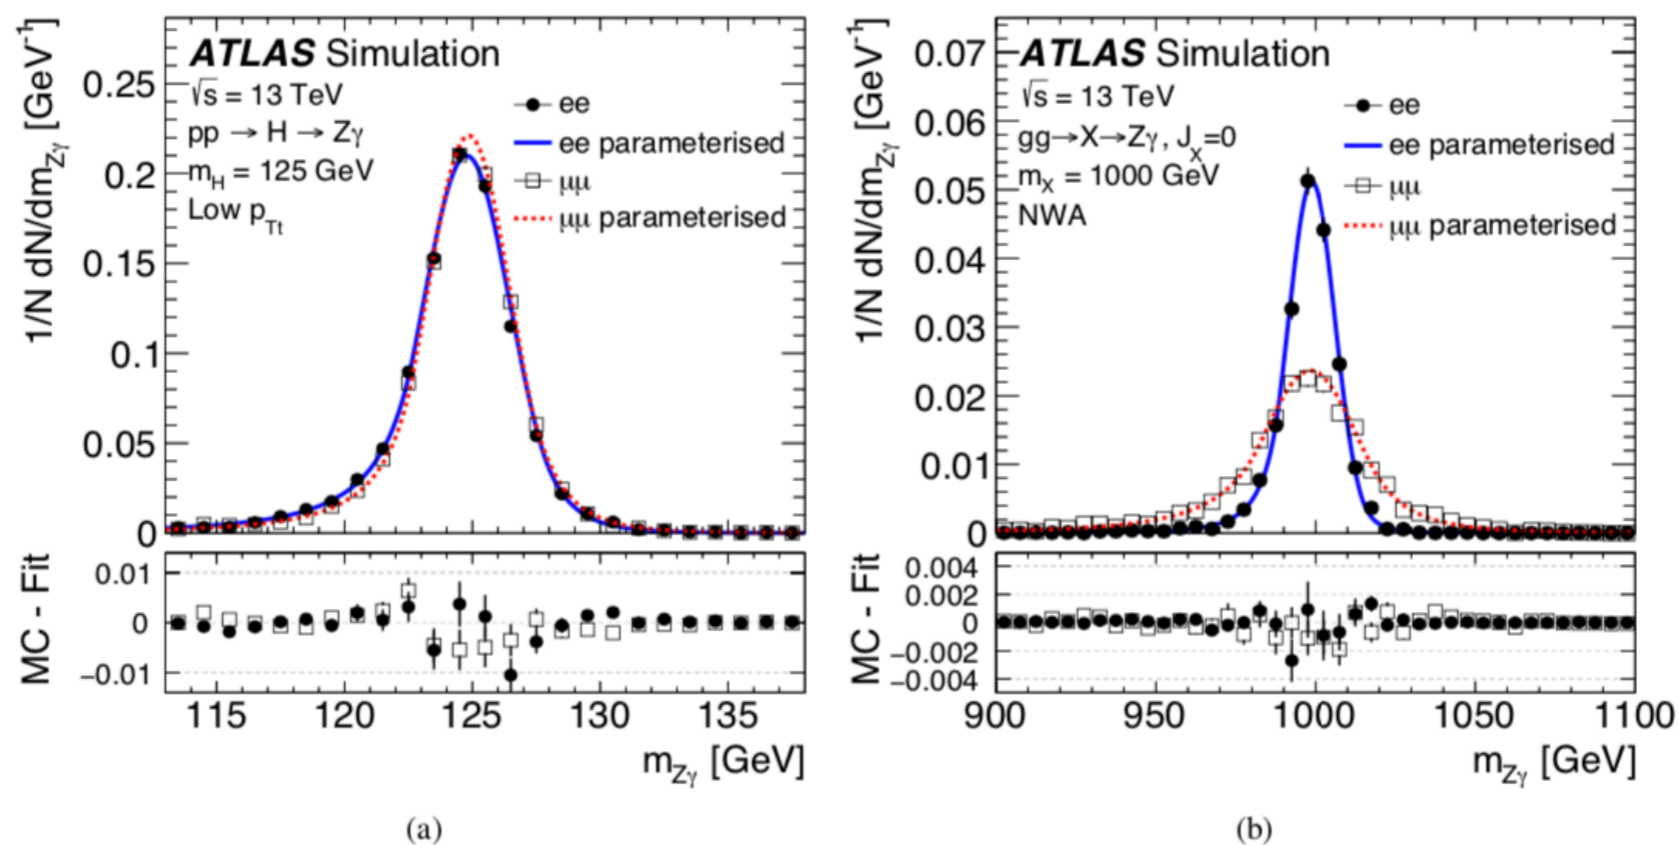 ATLAS Simulation
√s = 13 TeV
pp → H → Zγ
m_H = 125 GeV
Low p_Tt
ee
ee parameterised
μμ
μμ parameterised
1/N dN/dm_Zγ [GeV⁻¹]
0.25
0.2
0.15
0.1
0.05
0
MC - Fit
0.01
0
−0.01
115 120 125 130 135
m_Zγ [GeV]
(a)
ATLAS Simulation
√s = 13 TeV
gg→X→Zγ, J_X=0
m_X = 1000 GeV
NWA
ee
ee parameterised
μμ
μμ parameterised
1/N dN/dm_Zγ [GeV⁻¹]
0.07
0.06
0.05
0.04
0.03
0.02
0.01
0
MC - Fit
0.004
0.002
0
−0.002
−0.004
900 950 1000 1050 1100
m_Zγ [GeV]
(b)